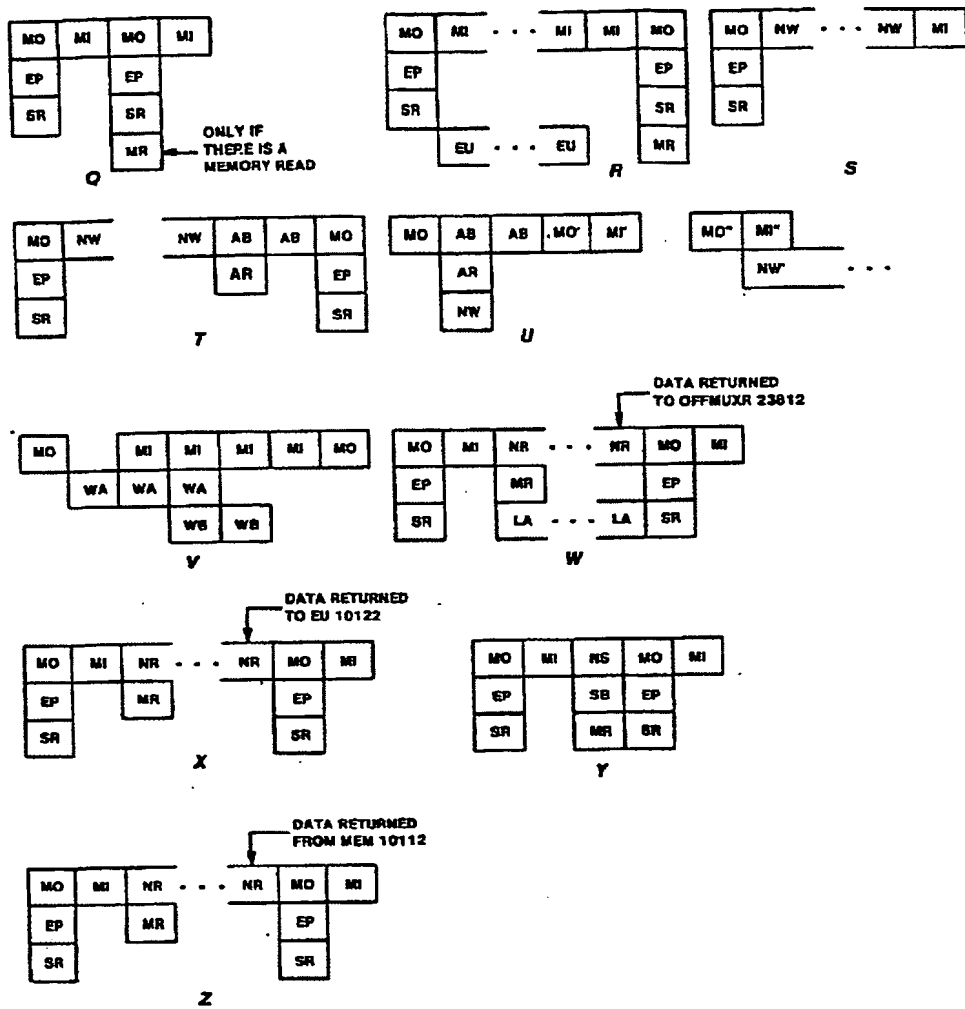 MO MI MO MI
EP EP
SR SR
MR
ONLY IF
THERE IS A
MEMORY READ
Q
MO MI · · · MI MI MO
EP EP
SR SR
EU · · · EU MR
R
MO NW · · · NW MI
EP
SR
S
MO NW NW AB AB MO
EP AR EP
SR SR
T
MO AB AB MO' MI'
AR
NW
U
MO" MI"
NW' · · ·
MO MI MI MI MI MO
WA WA WA
WB WB
V
DATA RETURNED
TO OFFMUXR 23812
MO MI NR · · · NR MO MI
EP MR EP
SR LA · · · LA SR
W
DATA RETURNED
TO EU 10122
MO MI NR · · · NR MO MI
EP MR EP
SR SR
X
MO MI NS MO MI
EP SB EP
SR MR SR
Y
DATA RETURNED
FROM MEM 10112
MO MI NR · · · NR MO MI
EP MR EP
SR SR
Z